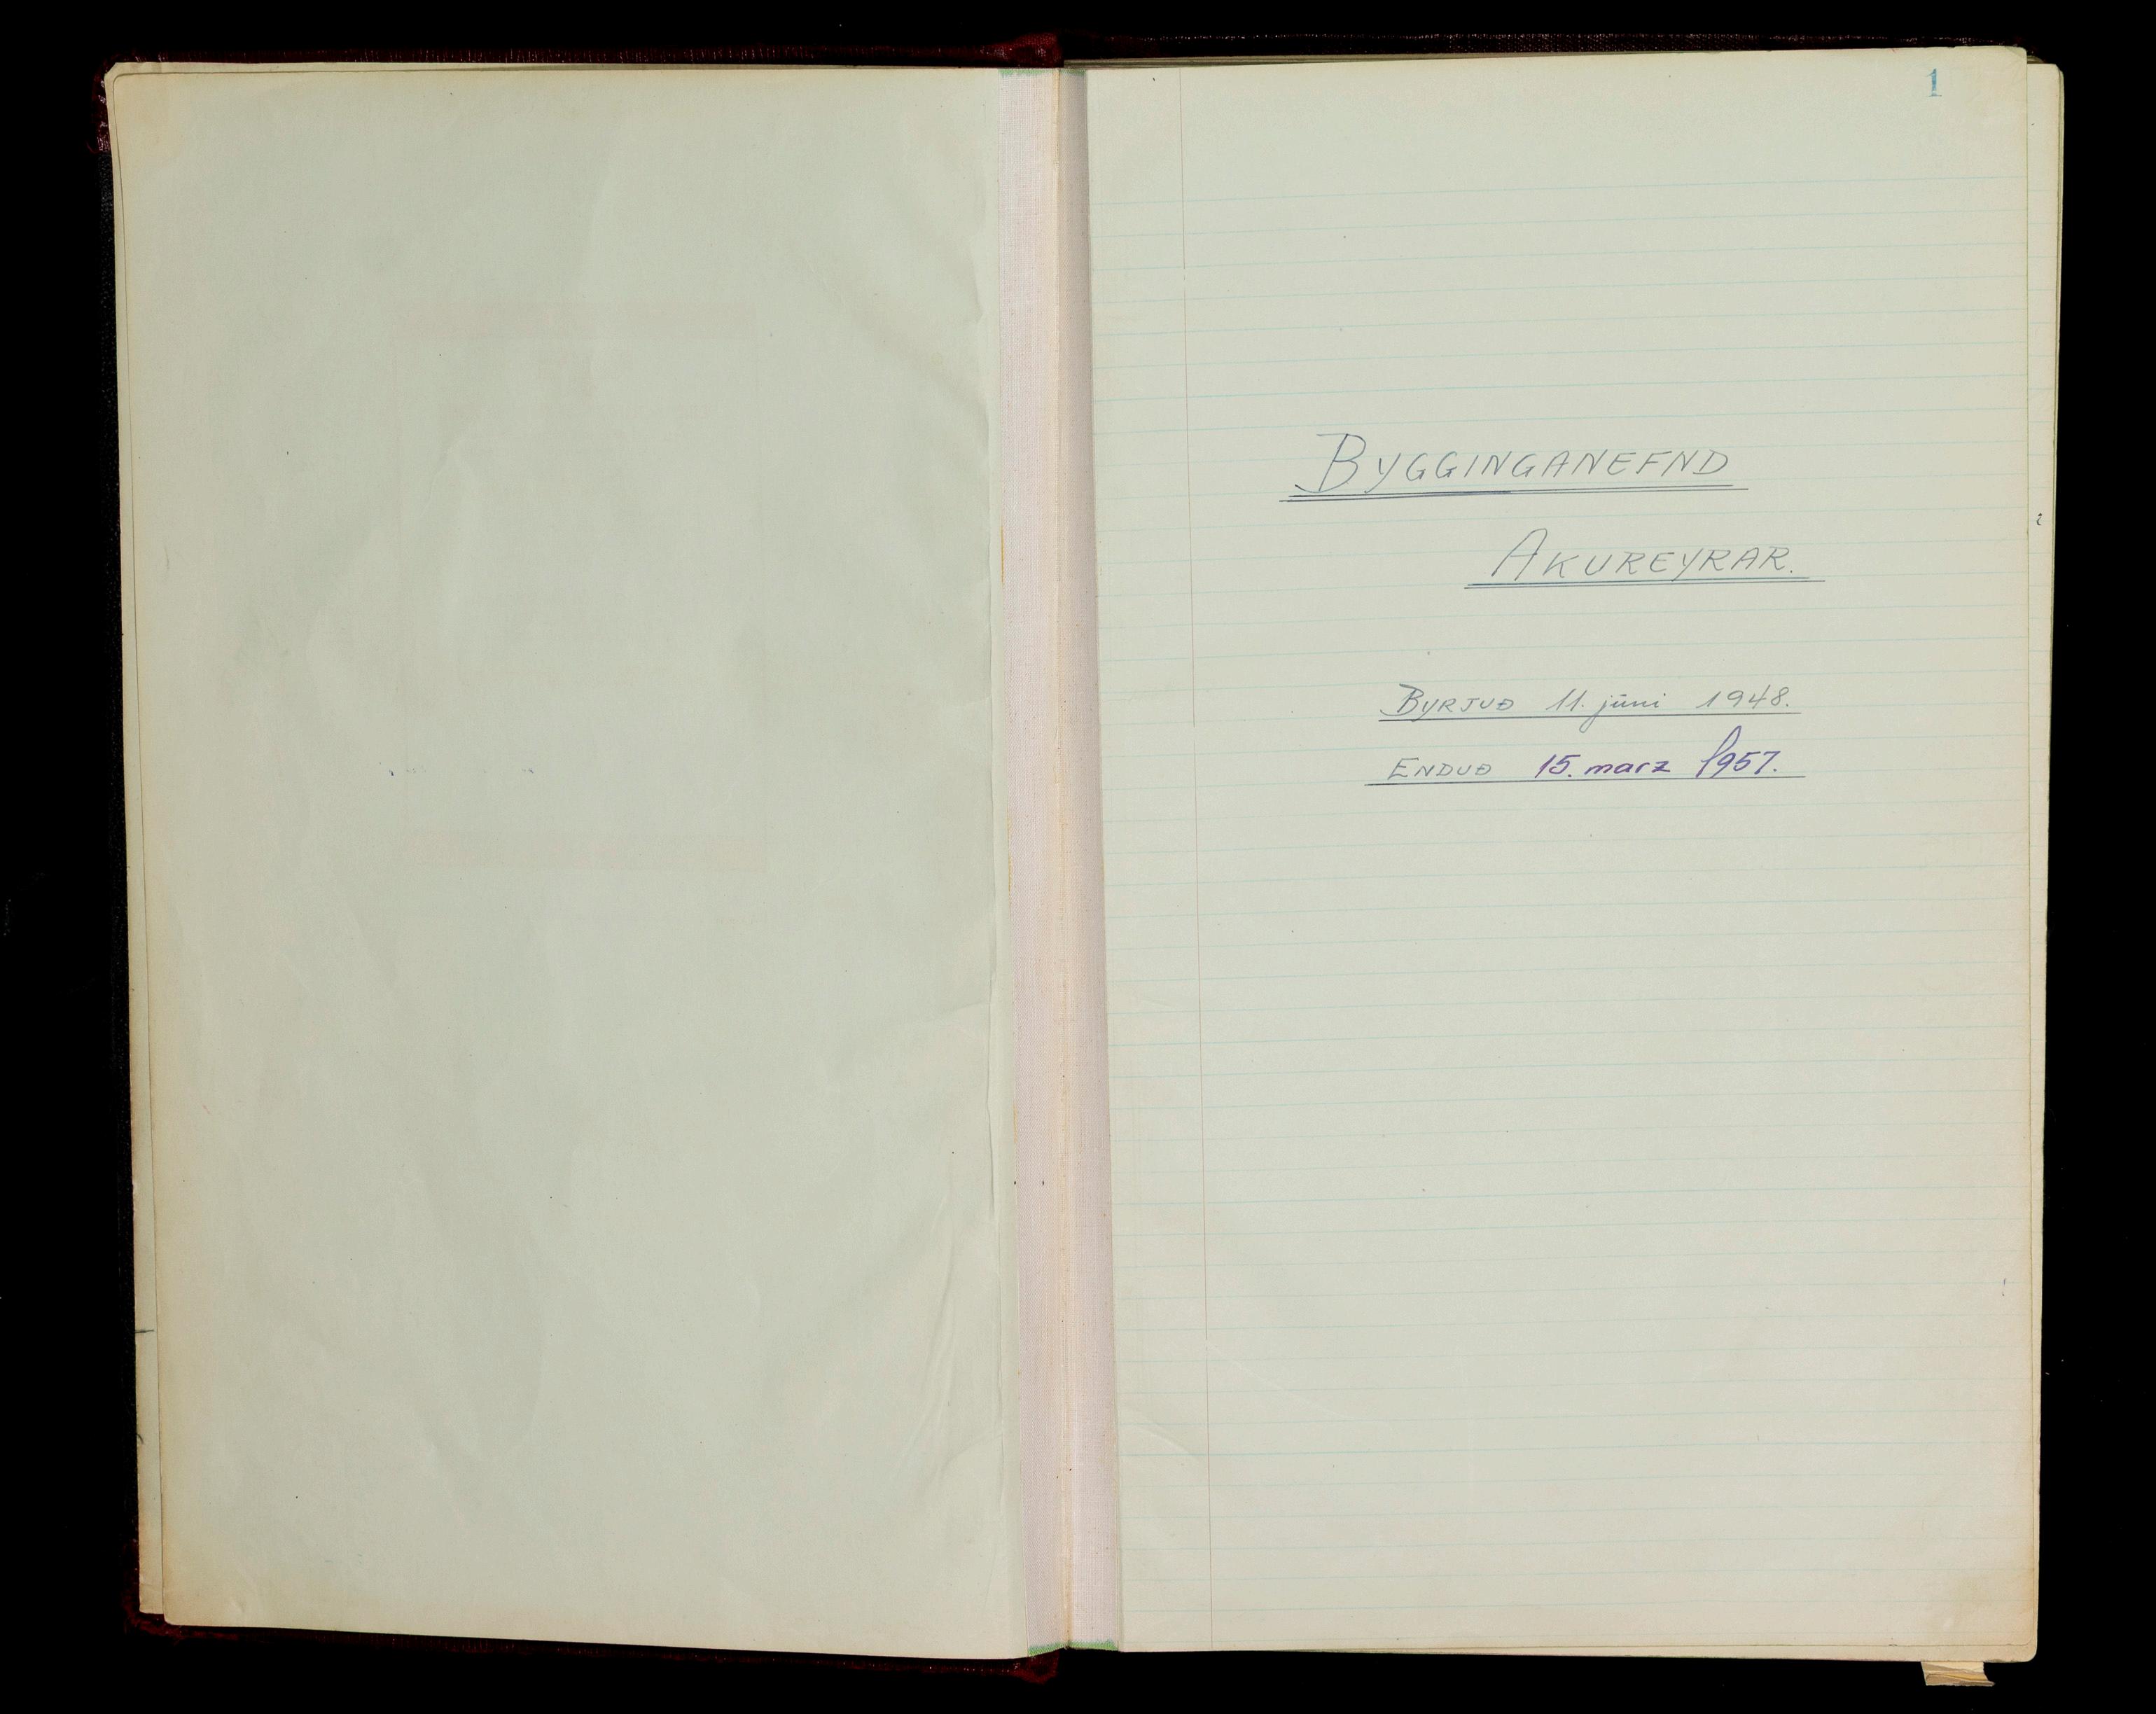 1
BYGGINGANEFND
AKUREYRAR.
BYRJUÐ 11. júní 1948.
ENDUÐ 15. marz 1957.